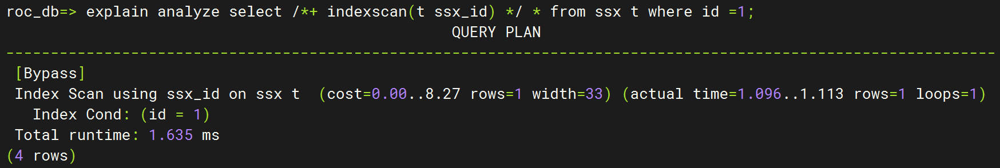 roc_db=> explain analyze select /*+ indexscan(t ssx_id) */ * from ssx t where id =1;
QUERY PLAN
---------------------------------------------------------------------------------------------------------------
[Bypass]
Index Scan using ssx_id on ssx t  (cost=0.00..8.27 rows=1 width=33) (actual time=1.096..1.113 rows=1 loops=1)
Index Cond: (id = 1)
Total runtime: 1.635 ms
(4 rows)